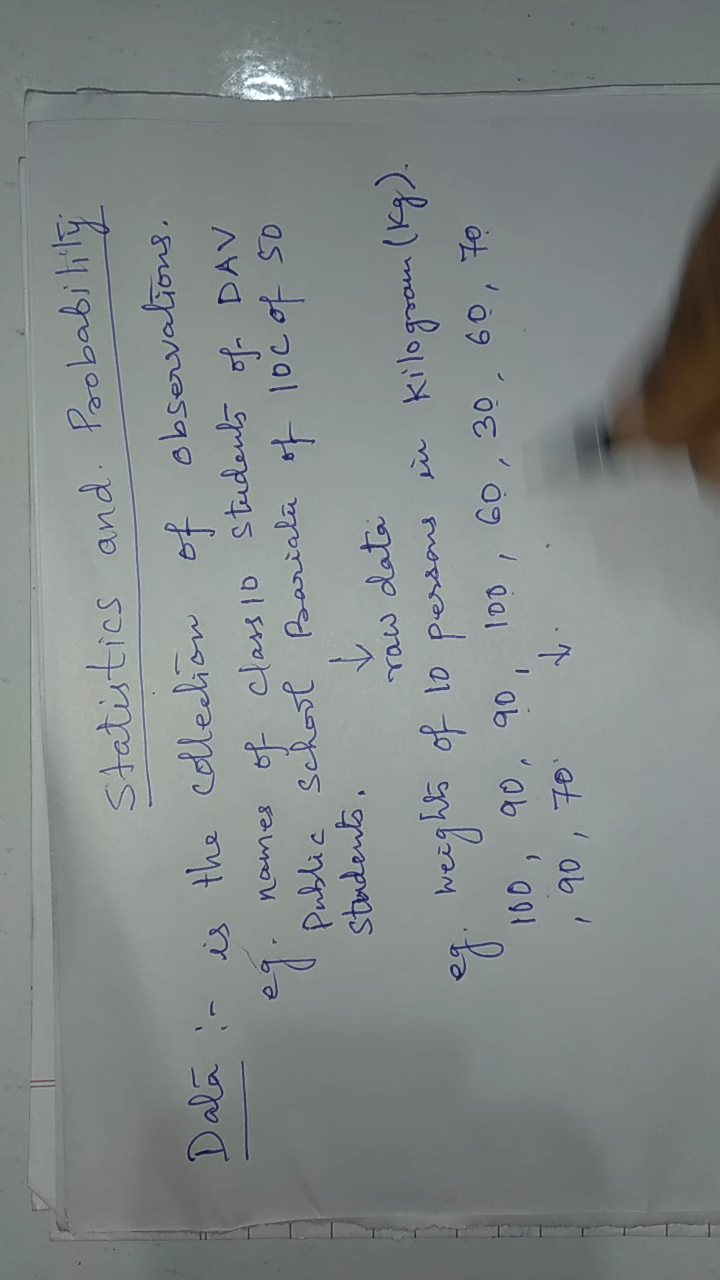 Statistics and Probability
Data :- is the collection of observations.
eg. names of class 10 students of DAV
Public School Bariatu of 10C of 50
students.
↓
raw data
eg. weights of 10 persons in kilogram (kg).
100, 90, 90, 100, 60, 30, 60, 70
, 90, 70
↓